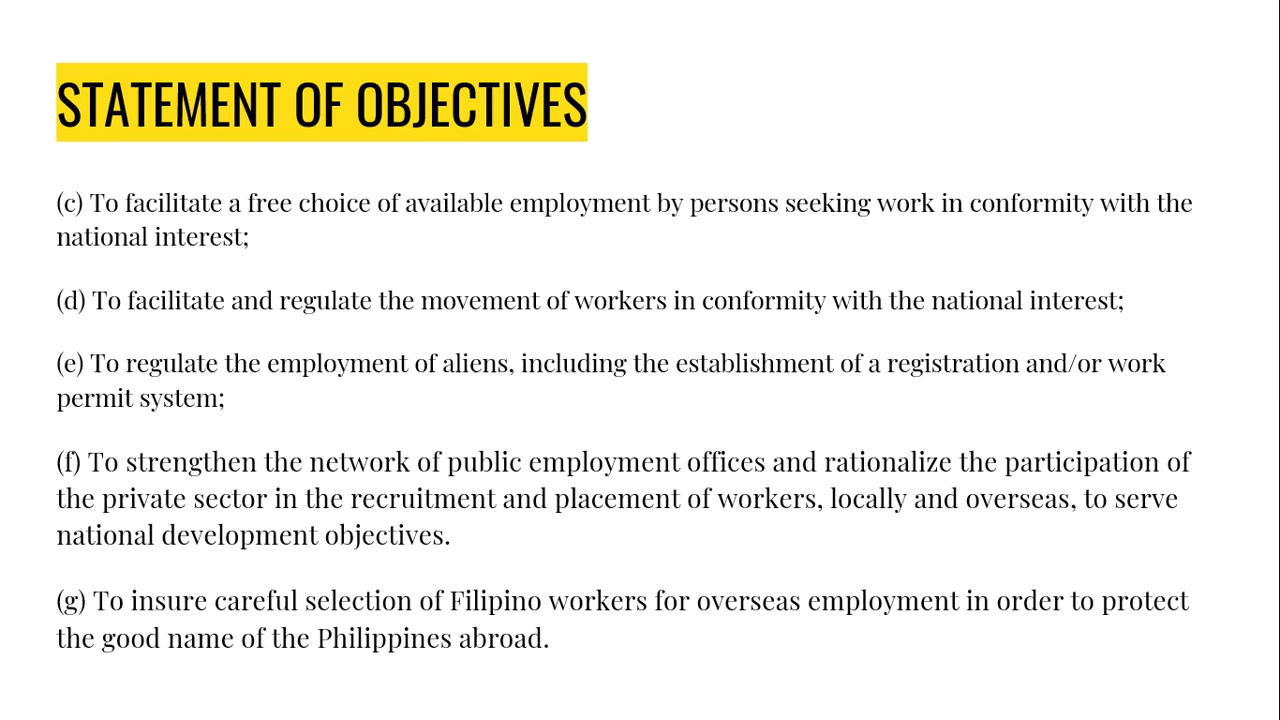 STATEMENT OF OBJECTIVES
(c) To facilitate a free choice of available employment by persons seeking work in conformity with the
national interest;
(d) To facilitate and regulate the movement of workers in conformity with the national interest;
(e) To regulate the employment of aliens, including the establishment of a registration and/or work
permit system;
(f) To strengthen the network of public employment offices and rationalize the participation of
the private sector in the recruitment and placement of workers, locally and overseas, to serve
national development objectives.
(g) To insure careful selection of Filipino workers for overseas employment in order to protect
the good name of the Philippines abroad.